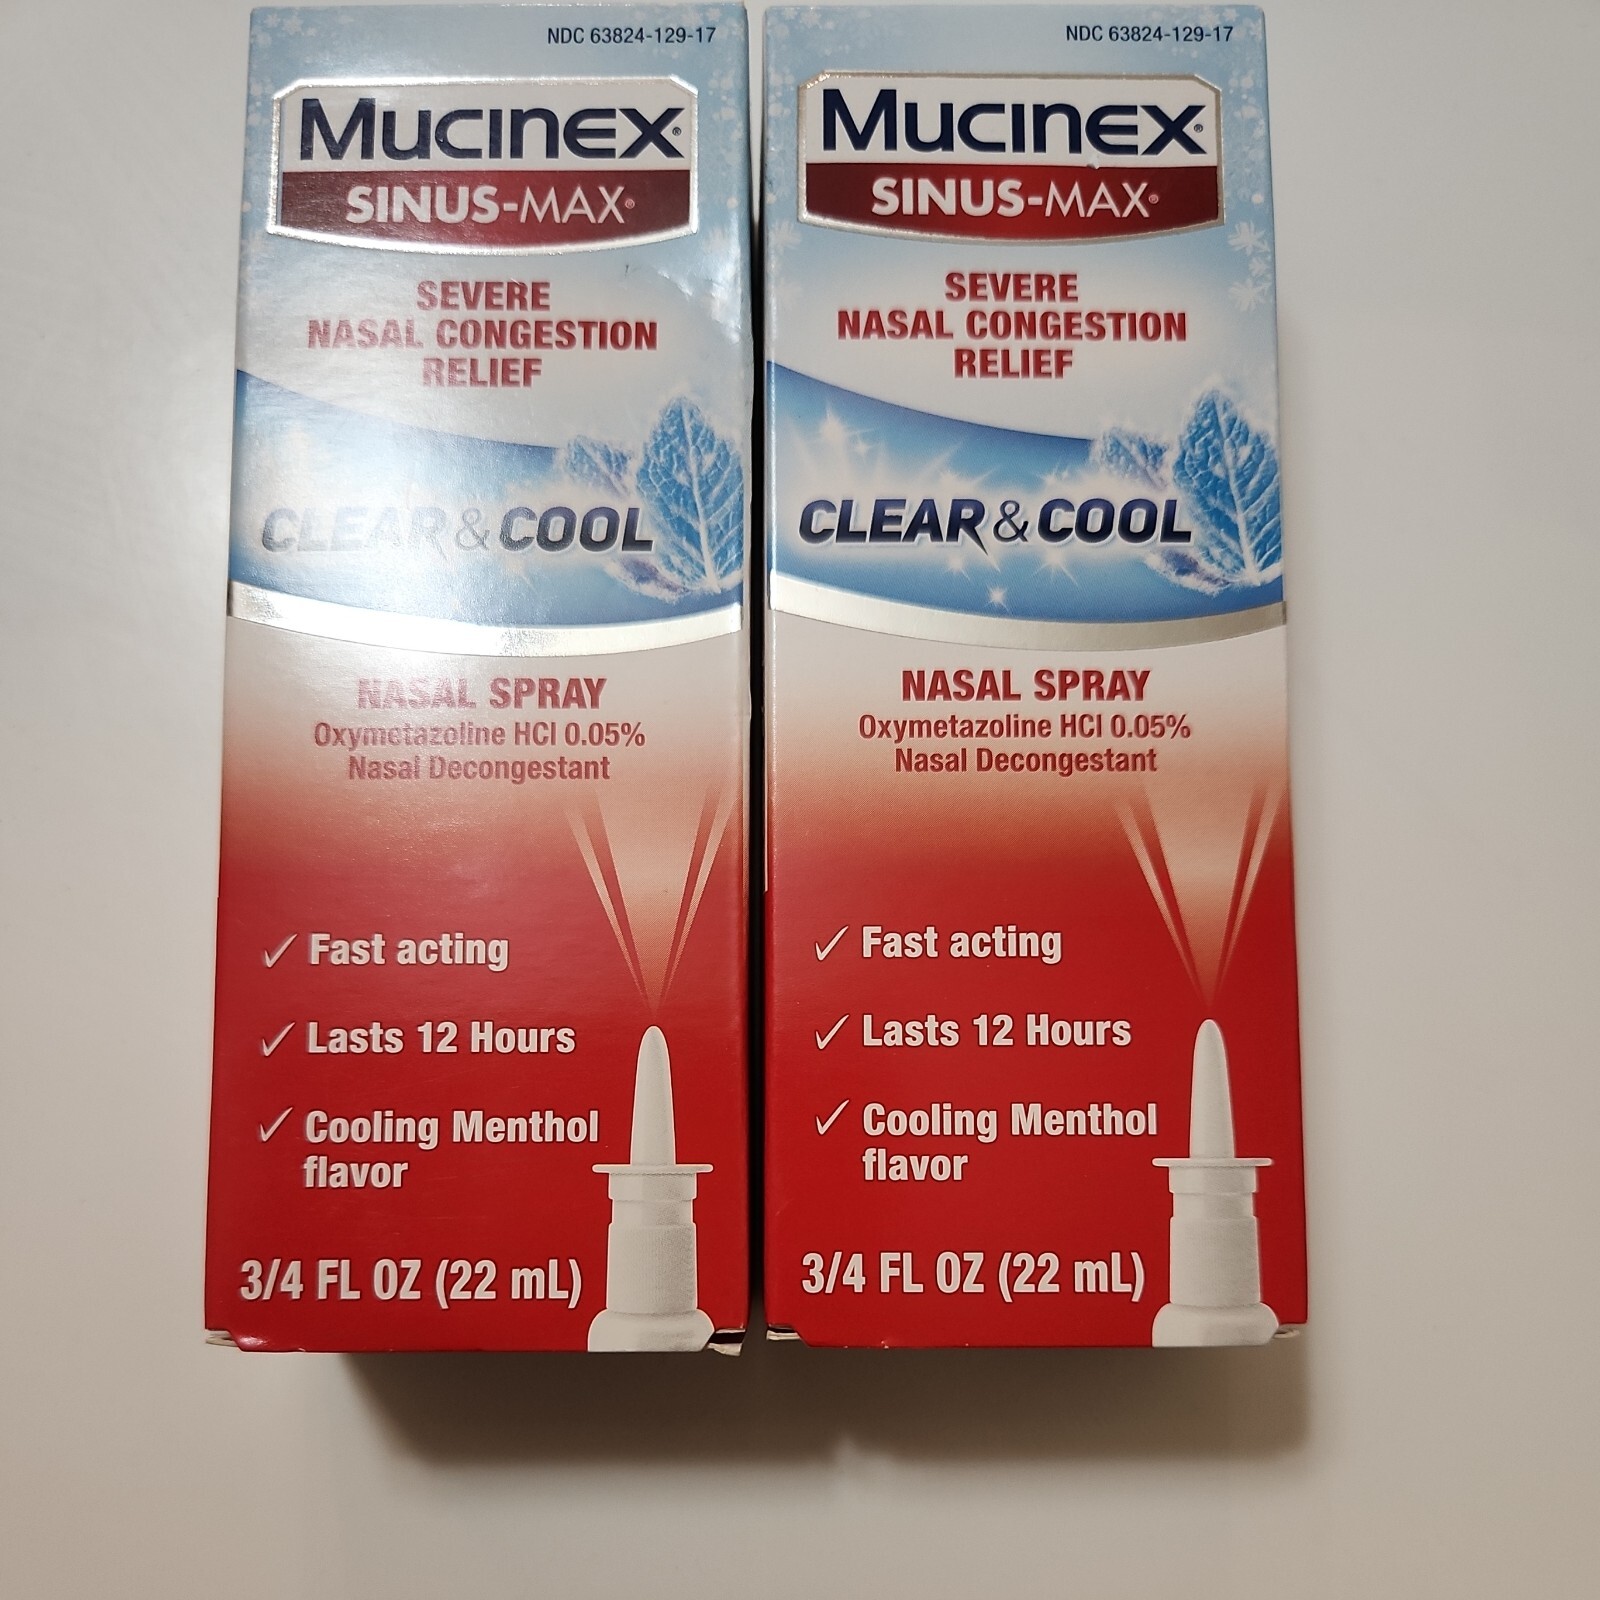 NDC 63824-129-17
Mucinex®
SINUS-MAX®
SEVERE
NASAL CONGESTION
RELIEF
CLEAR & COOL
NASAL SPRAY
Oxymetazoline HCl 0.05%
Nasal Decongestant
✓ Fast acting
✓ Lasts 12 Hours
✓ Cooling Menthol
flavor
3/4 FL OZ (22 mL)
NDC 63824-129-17
Mucinex®
SINUS-MAX®
SEVERE
NASAL CONGESTION
RELIEF
CLEAR & COOL
NASAL SPRAY
Oxymetazoline HCl 0.05%
Nasal Decongestant
✓ Fast acting
✓ Lasts 12 Hours
✓ Cooling Menthol
flavor
3/4 FL OZ (22 mL)